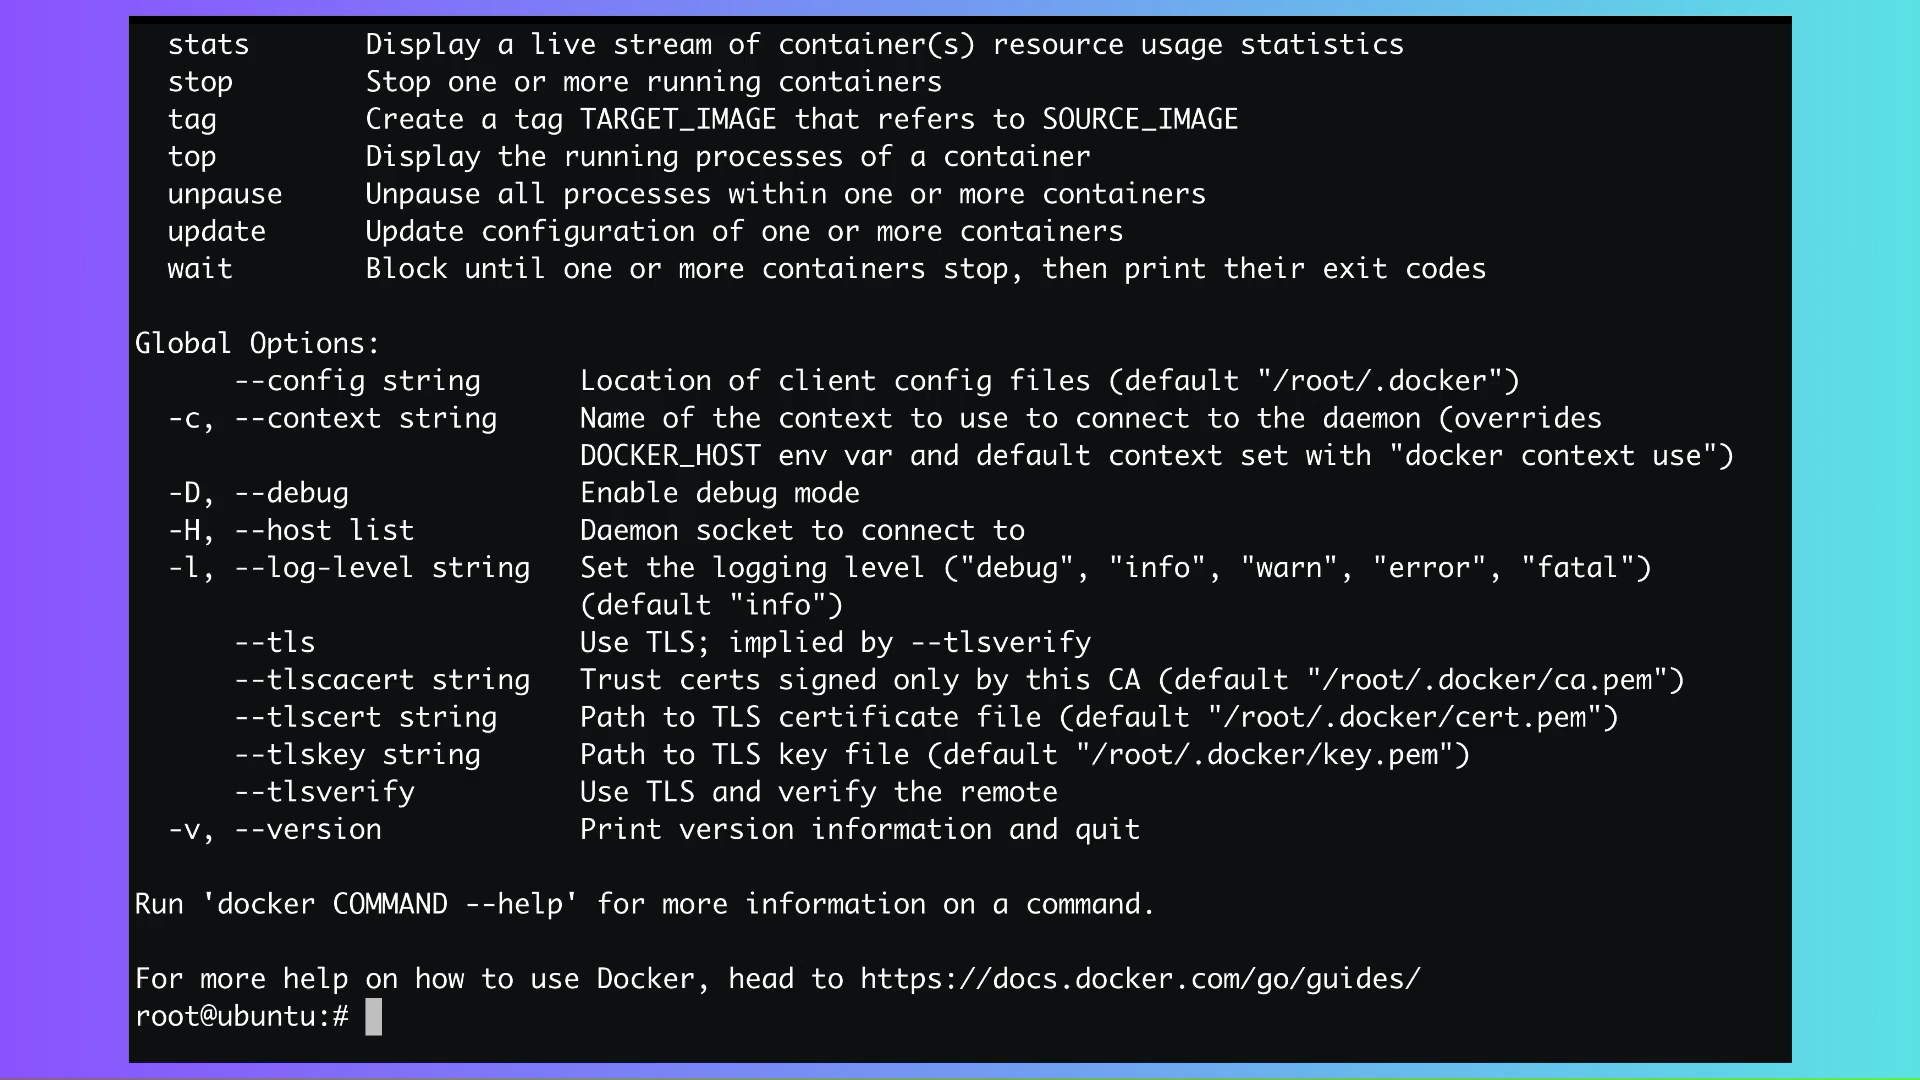 stats Display a live stream of container(s) resource usage statistics
stop Stop one or more running containers
tag Create a tag TARGET_IMAGE that refers to SOURCE_IMAGE
top Display the running processes of a container
unpause Unpause all processes within one or more containers
update Update configuration of one or more containers
wait Block until one or more containers stop, then print their exit codes
Global Options:
--config string Location of client config files (default "/root/.docker")
-c, --context string Name of the context to use to connect to the daemon (overrides
DOCKER_HOST env var and default context set with "docker context use")
-D, --debug Enable debug mode
-H, --host list Daemon socket to connect to
-l, --log-level string Set the logging level ("debug", "info", "warn", "error", "fatal")
(default "info")
--tls Use TLS; implied by --tlsverify
--tlscacert string Trust certs signed only by this CA (default "/root/.docker/ca.pem")
--tlscert string Path to TLS certificate file (default "/root/.docker/cert.pem")
--tlskey string Path to TLS key file (default "/root/.docker/key.pem")
--tlsverify Use TLS and verify the remote
-v, --version Print version information and quit
Run 'docker COMMAND --help' for more information on a command.
For more help on how to use Docker, head to https://docs.docker.com/go/guides/
root@ubuntu:#